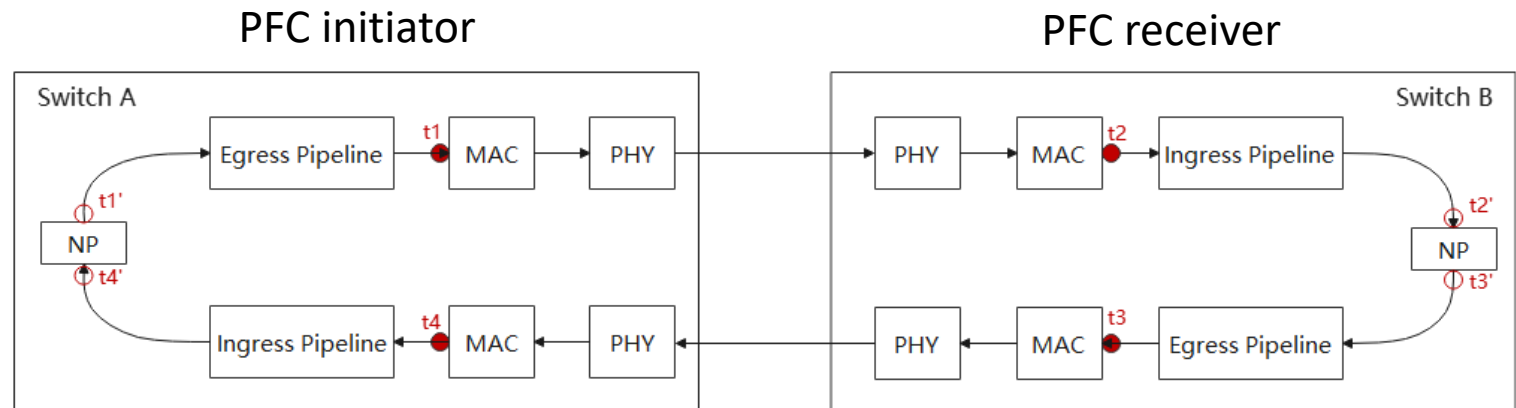 PFC initiator
PFC receiver
Switch A
Switch B
Egress Pipeline
t1
MAC
PHY
PHY
MAC
t2
Ingress Pipeline
t1'
NP
t4'
t2'
NP
t3'
Ingress Pipeline
t4
MAC
PHY
PHY
MAC
t3
Egress Pipeline